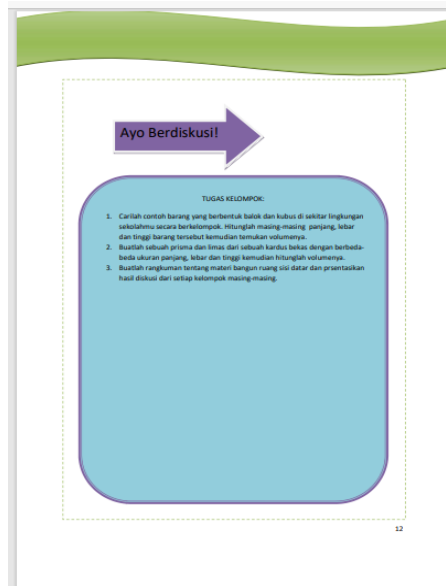 Ayo Berdiskusi!
TUGAS KELOMPOK:
1. Carilah contoh barang yang berbentuk balok dan kubus di sekitar lingkungan
sekolahmu secara berkelompok. Hitunglah masing-masing panjang, lebar
dan tinggi barang tersebut kemudian temukan volumenya.
2. Buatlah sebuah prisma dan limas dari sebuah kardus bekas dengan berbeda-
beda ukuran panjang, lebar dan tinggi kemudian hitunglah volumenya.
3. Buatlah rangkuman tentang materi bangun ruang sisi datar dan prsentasikan
hasil diskusi dari setiap kelompok masing-masing.
12